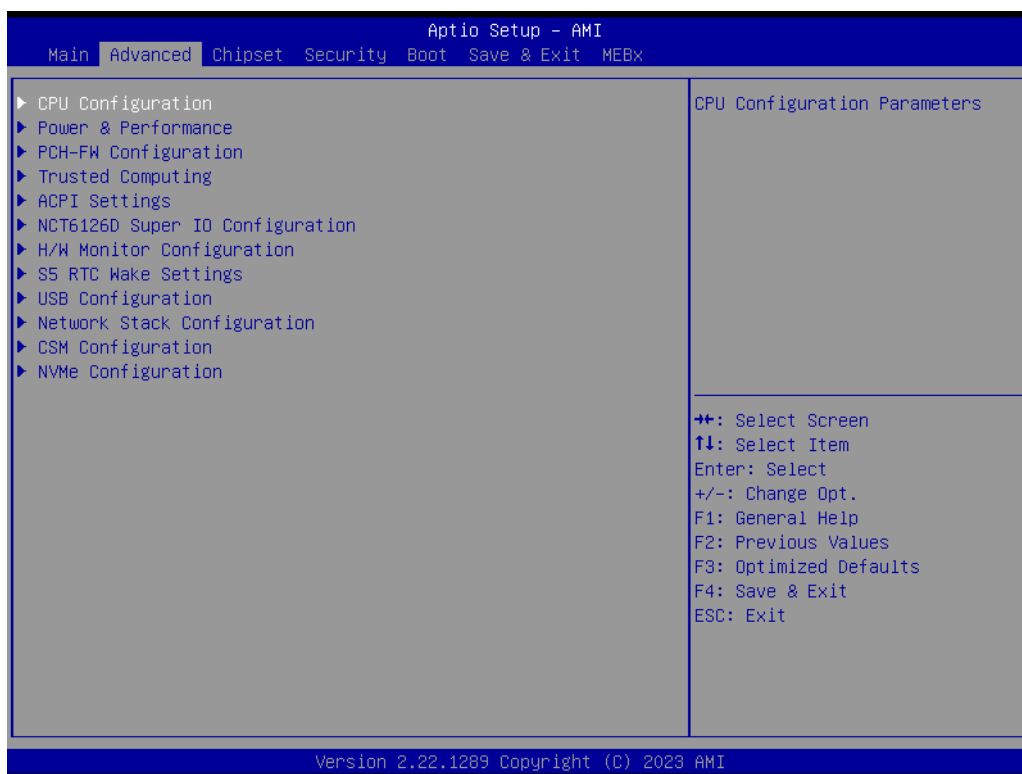 Aptio Setup – AMI
Main Advanced Chipset Security Boot Save & Exit MEBx
▶ CPU Configuration
▶ Power & Performance
▶ PCH-FW Configuration
▶ Trusted Computing
▶ ACPI Settings
▶ NCT6126D Super IO Configuration
▶ H/W Monitor Configuration
▶ S5 RTC Wake Settings
▶ USB Configuration
▶ Network Stack Configuration
▶ CSM Configuration
▶ NVMe Configuration
CPU Configuration Parameters
→←: Select Screen
↑↓: Select Item
Enter: Select
+/-: Change Opt.
F1: General Help
F2: Previous Values
F3: Optimized Defaults
F4: Save & Exit
ESC: Exit
Version 2.22.1289 Copyright (C) 2023 AMI